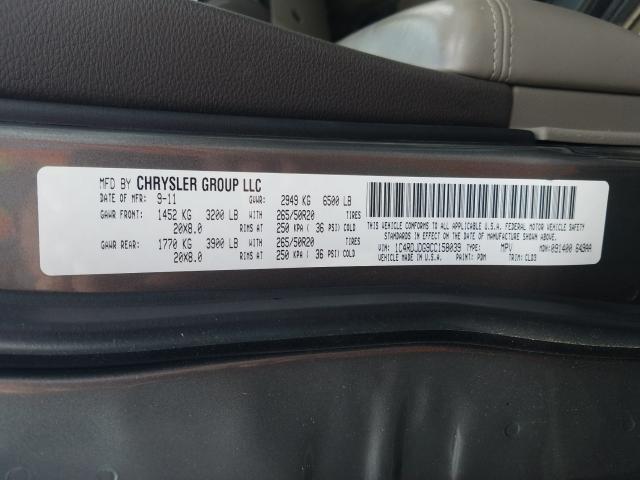 MFD BY CHRYSLER GROUP LLC
DATE OF MFR: 9-11 GVWR: 2949 KG 6500 LB
GAWR FRONT: 1452 KG 3200 LB WITH 265/50R20 TIRES
20X8.0 RIMS AT 250 KPA ( 36 PSI) COLD
GAWR REAR: 1770 KG 3900 LB WITH 265/50R20 TIRES
20X8.0 RIMS AT 250 KPA ( 36 PSI) COLD
THIS VEHICLE CONFORMS TO ALL APPLICABLE U.S.A. FEDERAL MOTOR VEHICLE SAFETY
STANDARDS IN EFFECT ON THE DATE OF MANUFACTURE SHOWN ABOVE
VIN: 1C4RDJDG9CC158039 TYPE: MPV MDH: 091400 649AA
VEHICLE MADE IN U.S.A. PAINT: PDM TRIM: CLD3